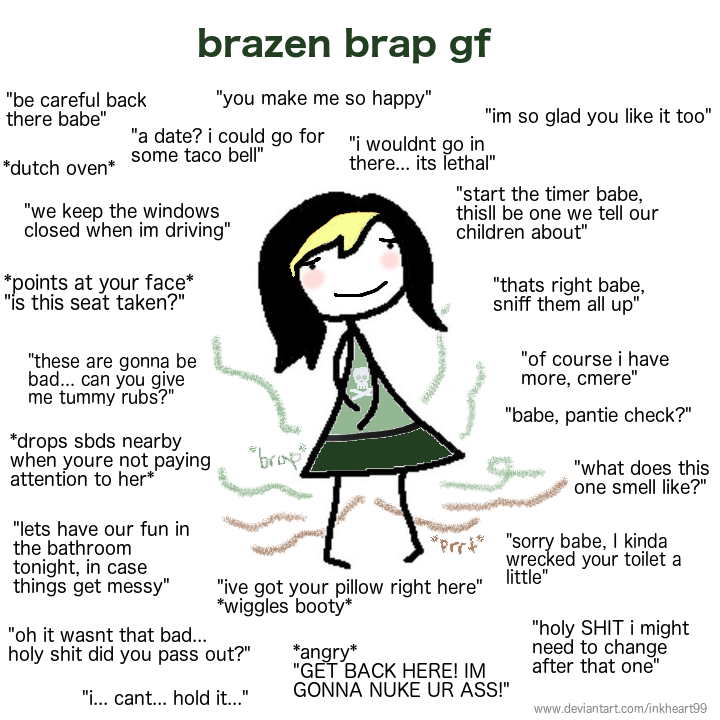 brazen brap gf
"be careful back
there babe"
"you make me so happy"
"im so glad you like it too"
"a date? i could go for
some taco bell"
"i wouldnt go in
there... its lethal"
*dutch oven*
"start the timer babe,
thisll be one we tell our
children about"
"we keep the windows
closed when im driving"
*points at your face*
"is this seat taken?"
"thats right babe,
sniff them all up"
"these are gonna be
bad... can you give
me tummy rubs?"
"of course i have
more, cmere"
"babe, pantie check?"
*drops sbds nearby
when youre not paying
attention to her*
*brap*
"what does this
one smell like?"
"lets have our fun in
the bathroom
tonight, in case
things get messy"
*prrt*
"sorry babe, I kinda
wrecked your toilet a
little"
"ive got your pillow right here"
*wiggles booty*
"oh it wasnt that bad...
holy shit did you pass out?"
*angry*
"GET BACK HERE! IM
GONNA NUKE UR ASS!"
"holy SHIT i might
need to change
after that one"
"i... cant... hold it..."
www.deviantart.com/inkheart99